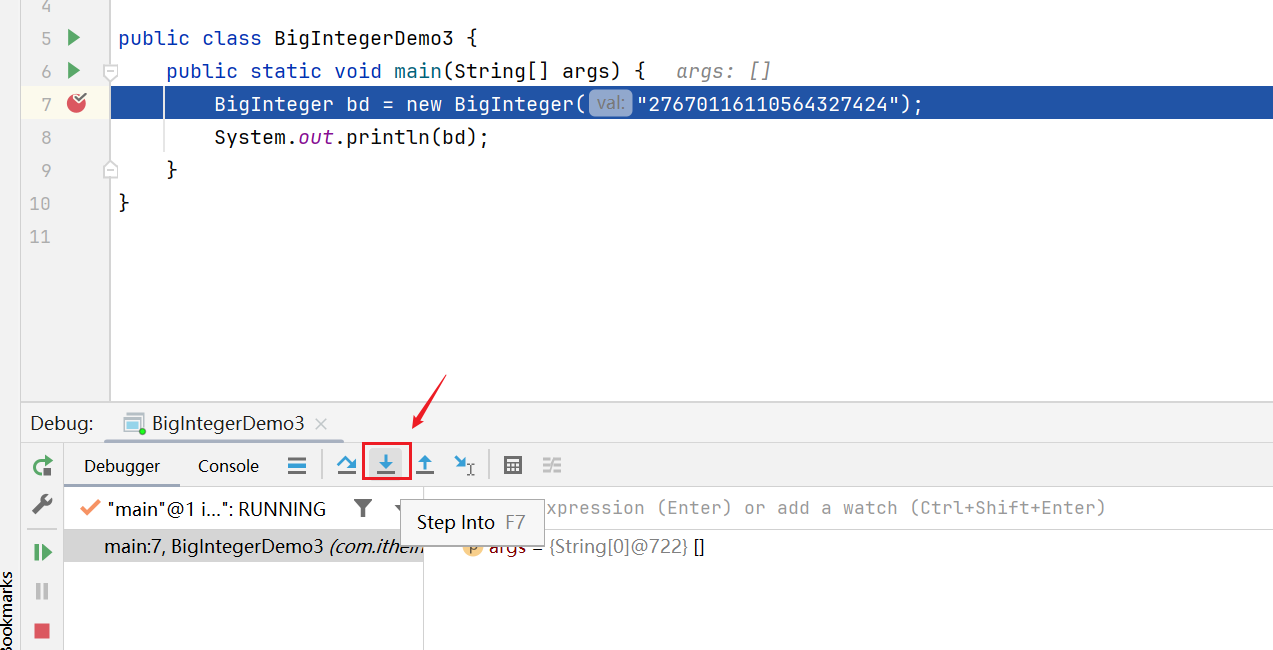 4
5 public class BigIntegerDemo3 {
6 public static void main(String[] args) { args: []
7 BigInteger bd = new BigInteger( val: "27670116110564327424");
8 System.out.println(bd);
9 }
10 }
11
Debug: BigIntegerDemo3
Debugger Console
"main"@1 i...": RUNNING
xpression (Enter) or add a watch (Ctrl+Shift+Enter)
Step Into F7
main:7, BigIntegerDemo3 (com.ithei
p args = {String[0]@722} []
Bookmarks